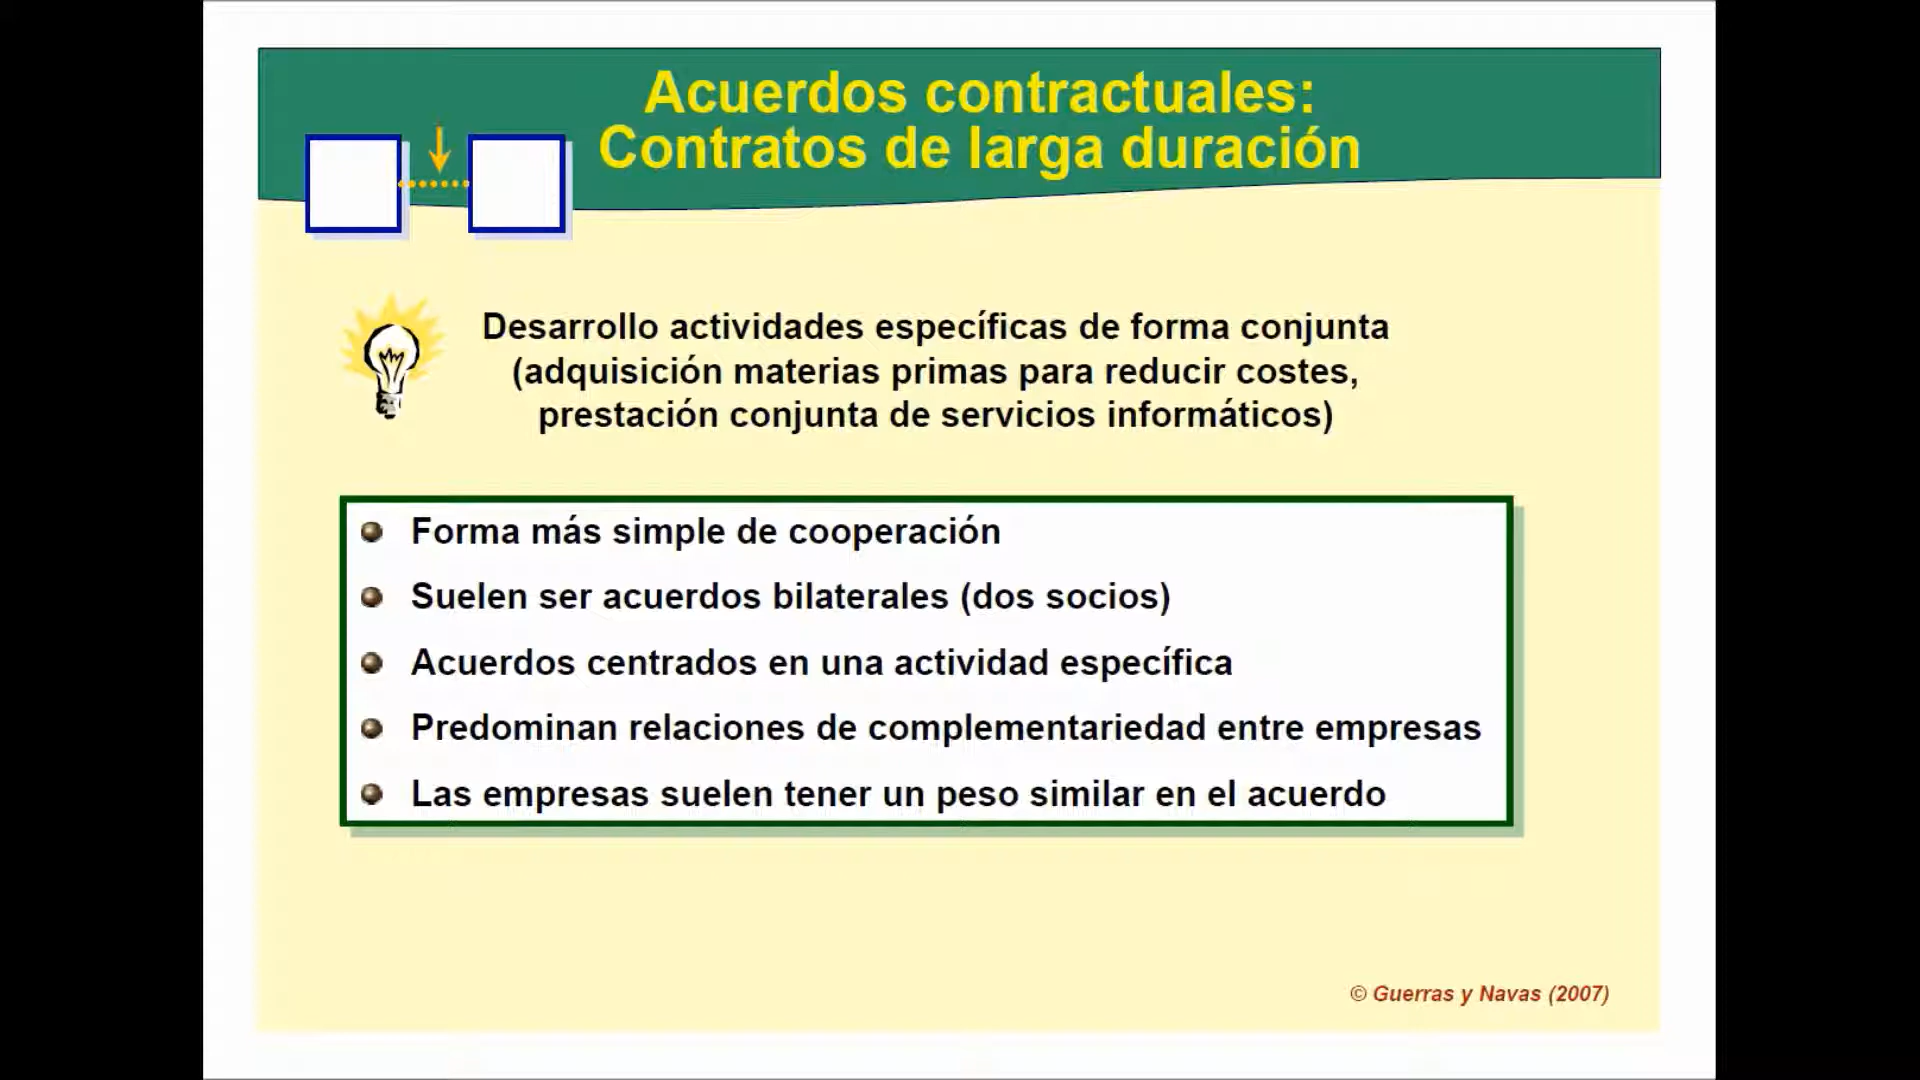 Acuerdos contractuales:
Contratos de larga duración
Desarrollo actividades específicas de forma conjunta
(adquisición materias primas para reducir costes,
prestación conjunta de servicios informáticos)
Forma más simple de cooperación
Suelen ser acuerdos bilaterales (dos socios)
Acuerdos centrados en una actividad específica
Predominan relaciones de complementariedad entre empresas
Las empresas suelen tener un peso similar en el acuerdo
© Guerras y Navas (2007)